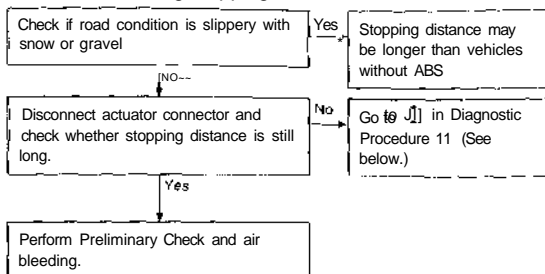 Check if road condition is slippery with
snow or gravel
Yes
Stopping distance may
be longer than vehicles
without ABS
NO~~
Disconnect actuator connector and
check whether stopping distance is still
long.
No
Go to in Diagnostic
Procedure 11 (See
below.)
Yes
Perform Preliminary Check and air
bleeding.